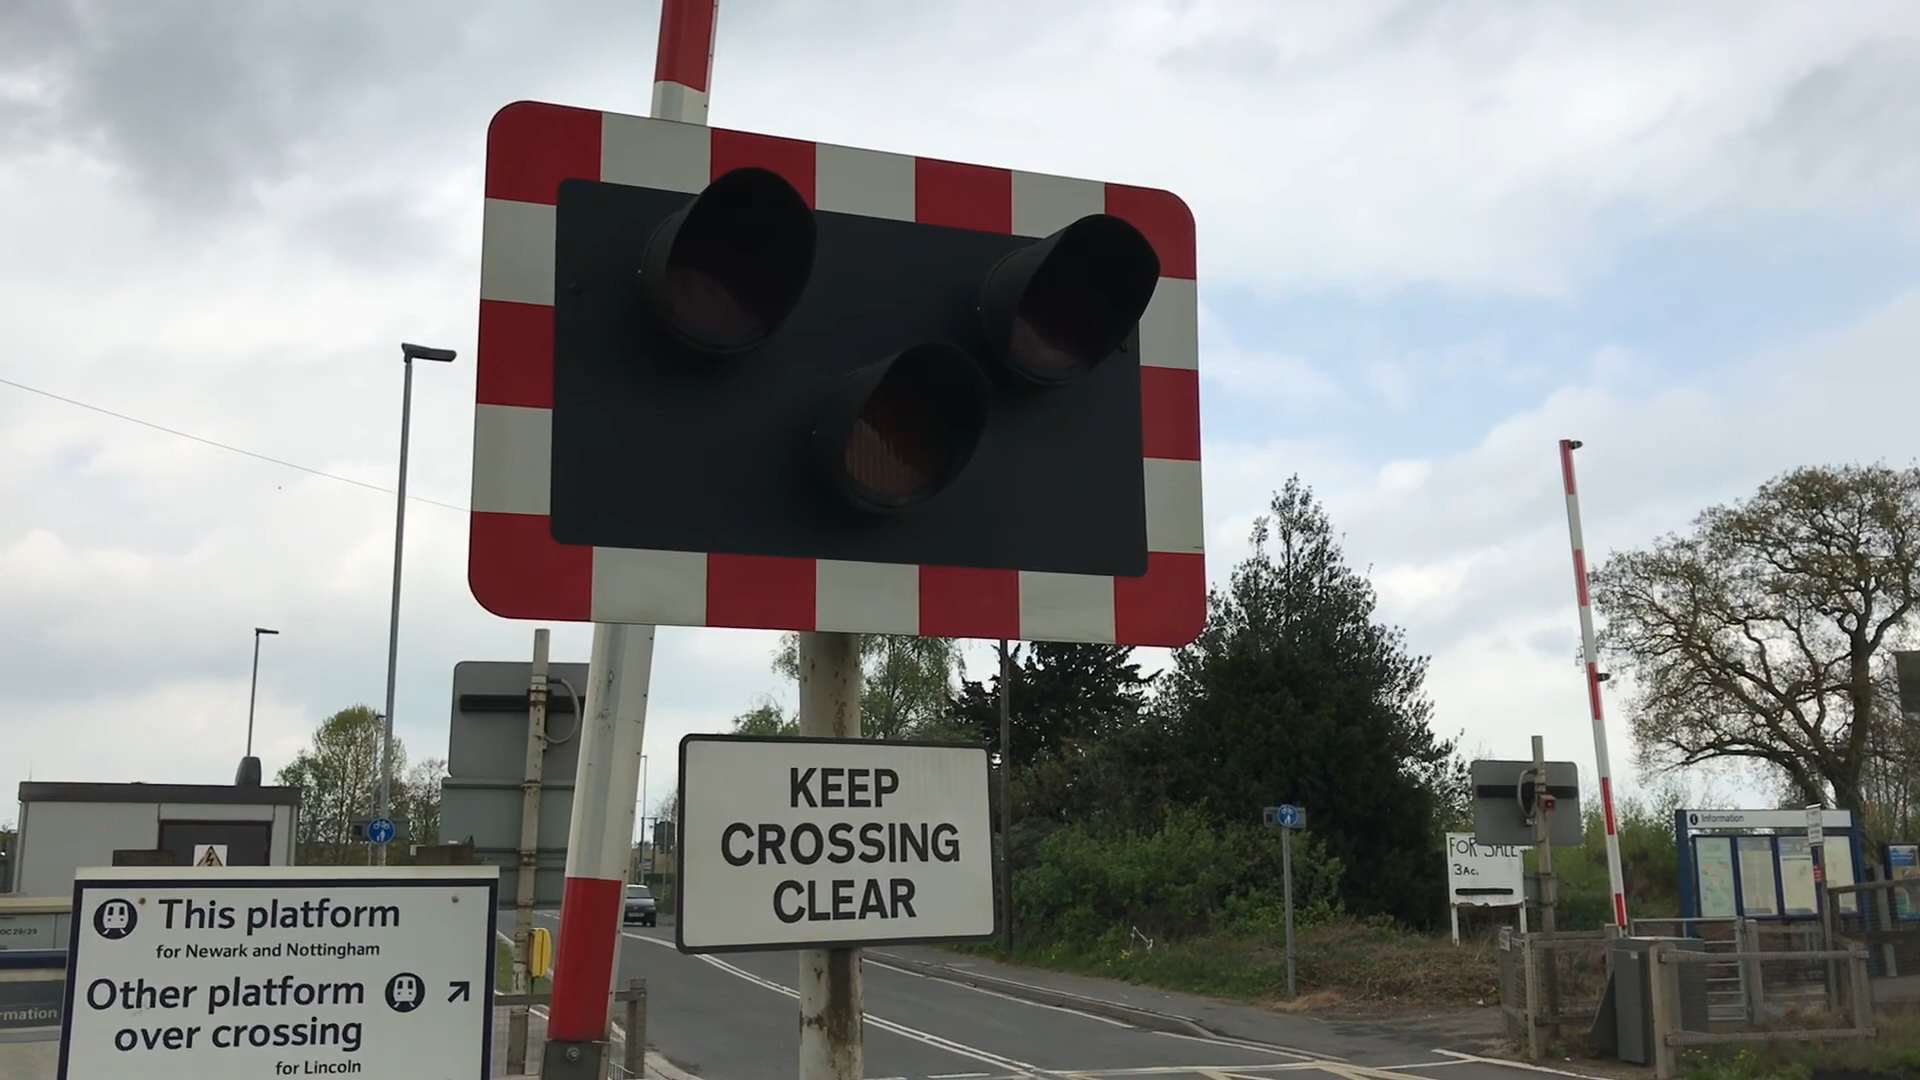 KEEP
CROSSING
CLEAR
This platform
for Newark and Nottingham
Other platform
over crossing
for Lincoln
FOR SALE
3Ac.
Information
rmation